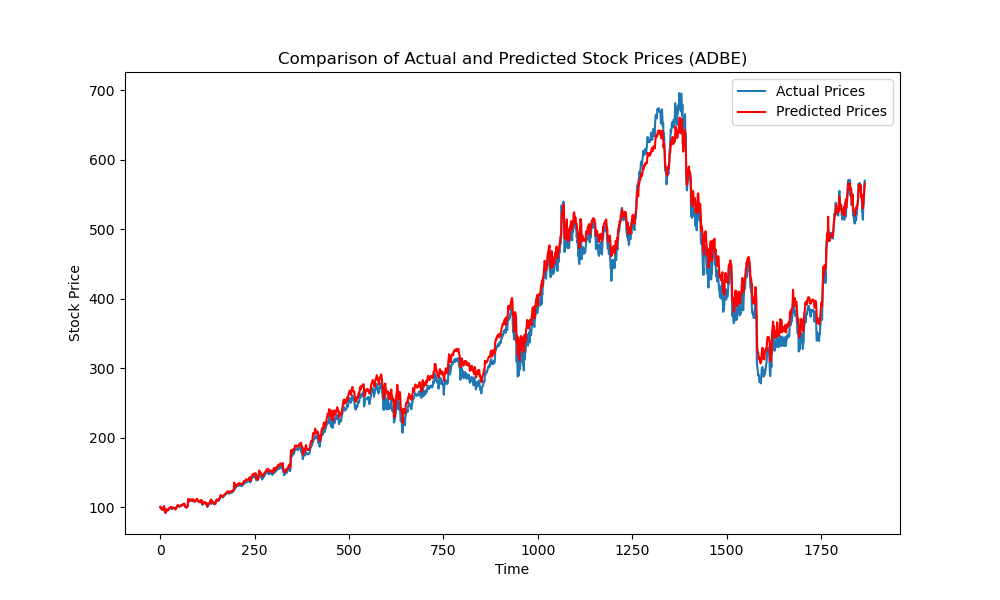 Comparison of Actual and Predicted Stock Prices (ADBE)
Actual Prices
Predicted Prices
700
600
500
400
300
200
100
Stock Price
0 250 500 750 1000 1250 1500 1750
Time